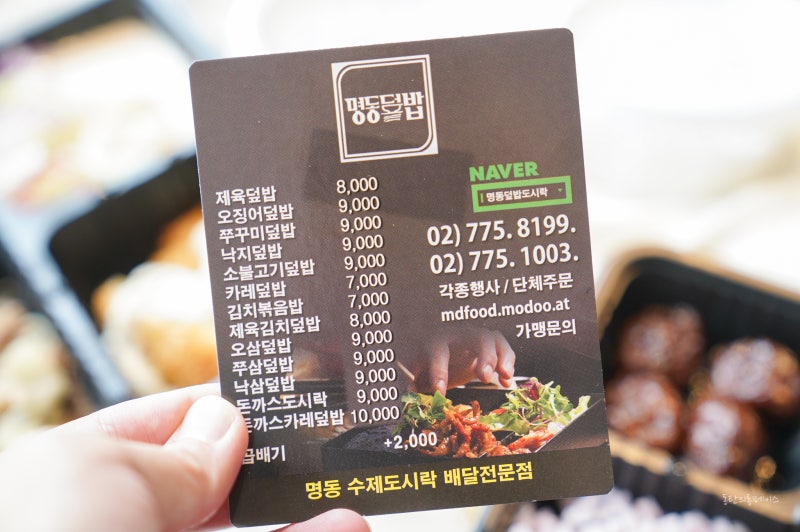 명동덮밥
제육덮밥 8,000
오징어덮밥 9,000
쭈꾸미덮밥 9,000
낙지덮밥 9,000
소불고기덮밥 9,000
카레덮밥 7,000
김치볶음밥 7,000
제육김치덮밥 8,000
오삼덮밥 9,000
쭈삼덮밥 9,000
낙삼덮밥 9,000
돈까스도시락 9,000
돈까스카레덮밥 10,000
곱배기 +2,000
NAVER
명동덮밥도시락
02) 775. 8199.
02) 775. 1003.
각종행사 / 단체주문
mdfood.modoo.at
가맹문의
명동 수제도시락 배달전문점